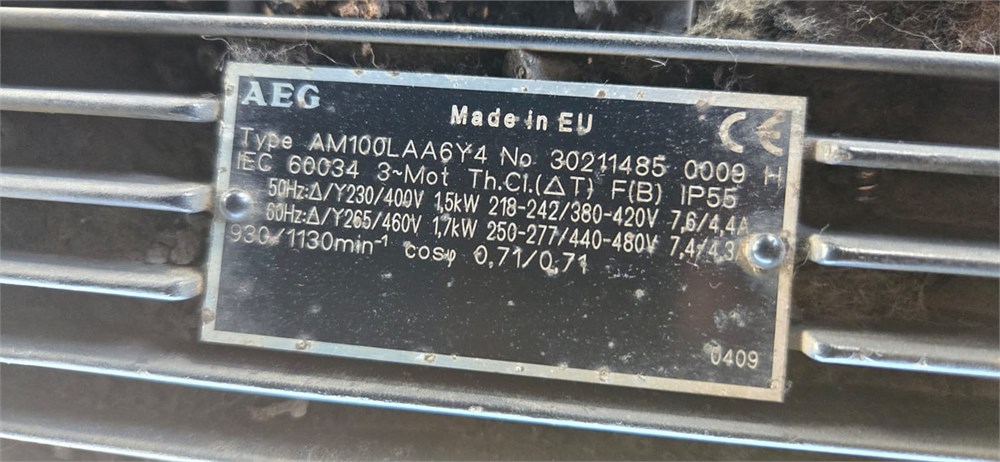 AEG
Made in EU
CE
Type AM100LAA6Y4 No 30211485 0009 H
IEC 60034 3~Mot Th.Cl.(ΔT) F(B) IP55
50Hz:Δ/Y230/400V 1,5kW 218-242/380-420V 7,6/4,4A
60Hz:Δ/Y265/460V 1,7kW 250-277/440-480V 7,4/4,3
930/1130min⁻¹ cosφ 0,71/0,71
0409